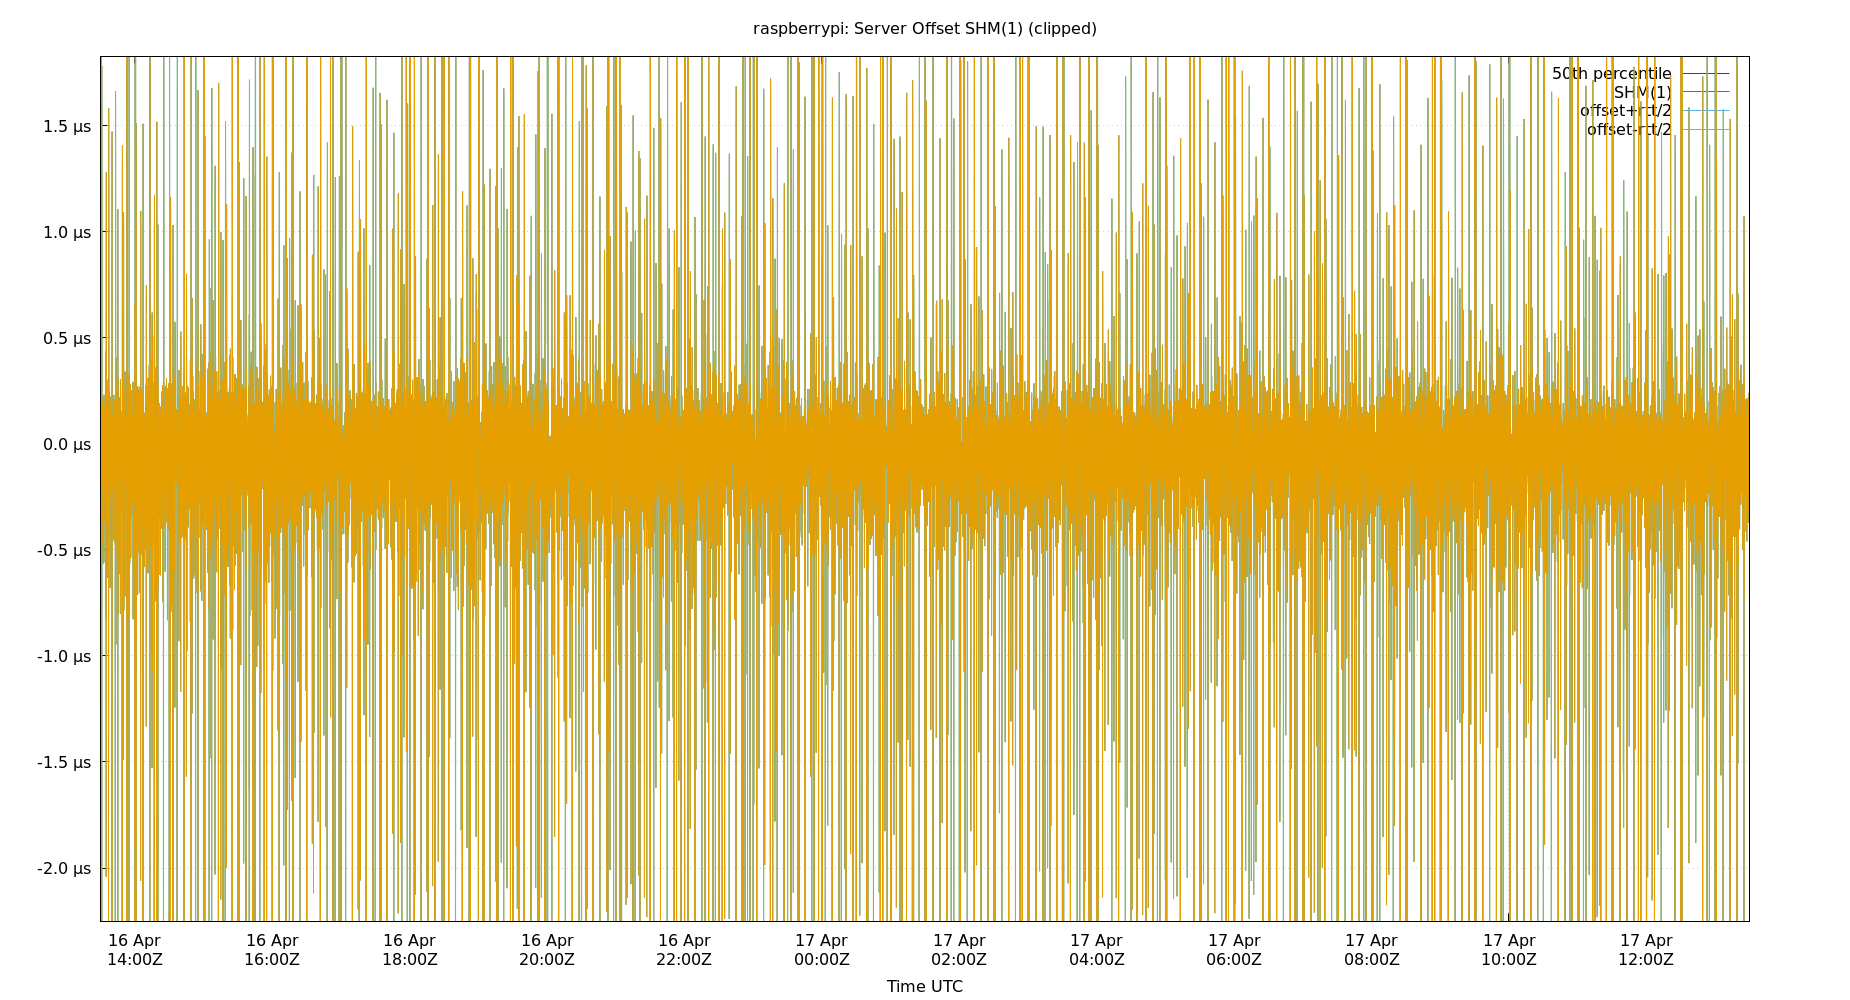 raspberrypi: Server Offset SHM(1) (clipped)
50th percentile
SHM(1)
offset+rtt/2
offset-rtt/2
1.5 µs
1.0 µs
0.5 µs
0.0 µs
-0.5 µs
-1.0 µs
-1.5 µs
-2.0 µs
16 Apr 16 Apr 16 Apr 16 Apr 16 Apr 17 Apr 17 Apr 17 Apr 17 Apr 17 Apr 17 Apr 17 Apr
14:00Z 16:00Z 18:00Z 20:00Z 22:00Z 00:00Z 02:00Z 04:00Z 06:00Z 08:00Z 10:00Z 12:00Z
Time UTC